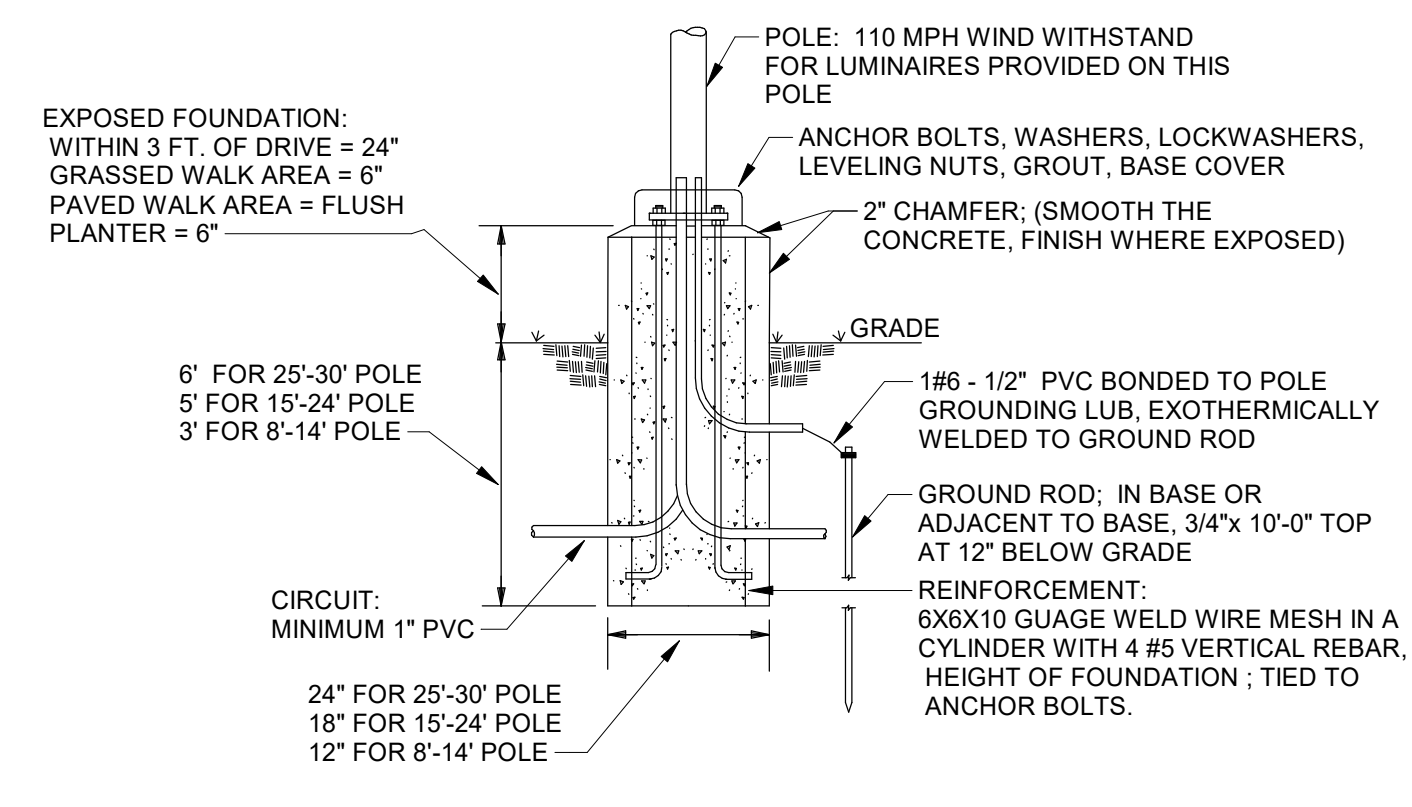 POLE: 110 MPH WIND WITHSTAND
FOR LUMINAIRES PROVIDED ON THIS
POLE
EXPOSED FOUNDATION:
WITHIN 3 FT. OF DRIVE = 24"
GRASSED WALK AREA = 6"
PAVED WALK AREA = FLUSH
PLANTER = 6"
ANCHOR BOLTS, WASHERS, LOCKWASHERS,
LEVELING NUTS, GROUT, BASE COVER
2" CHAMFER; (SMOOTH THE
CONCRETE, FINISH WHERE EXPOSED)
GRADE
6' FOR 25'-30' POLE
5' FOR 15'-24' POLE
3' FOR 8'-14' POLE
1#6 - 1/2" PVC BONDED TO POLE
GROUNDING LUB, EXOTHERMICALLY
WELDED TO GROUND ROD
GROUND ROD; IN BASE OR
ADJACENT TO BASE, 3/4"x 10'-0" TOP
AT 12" BELOW GRADE
CIRCUIT:
MINIMUM 1" PVC
REINFORCEMENT:
6X6X10 GUAGE WELD WIRE MESH IN A
CYLINDER WITH 4 #5 VERTICAL REBAR,
HEIGHT OF FOUNDATION ; TIED TO
ANCHOR BOLTS.
24" FOR 25'-30' POLE
18" FOR 15'-24' POLE
12" FOR 8'-14' POLE